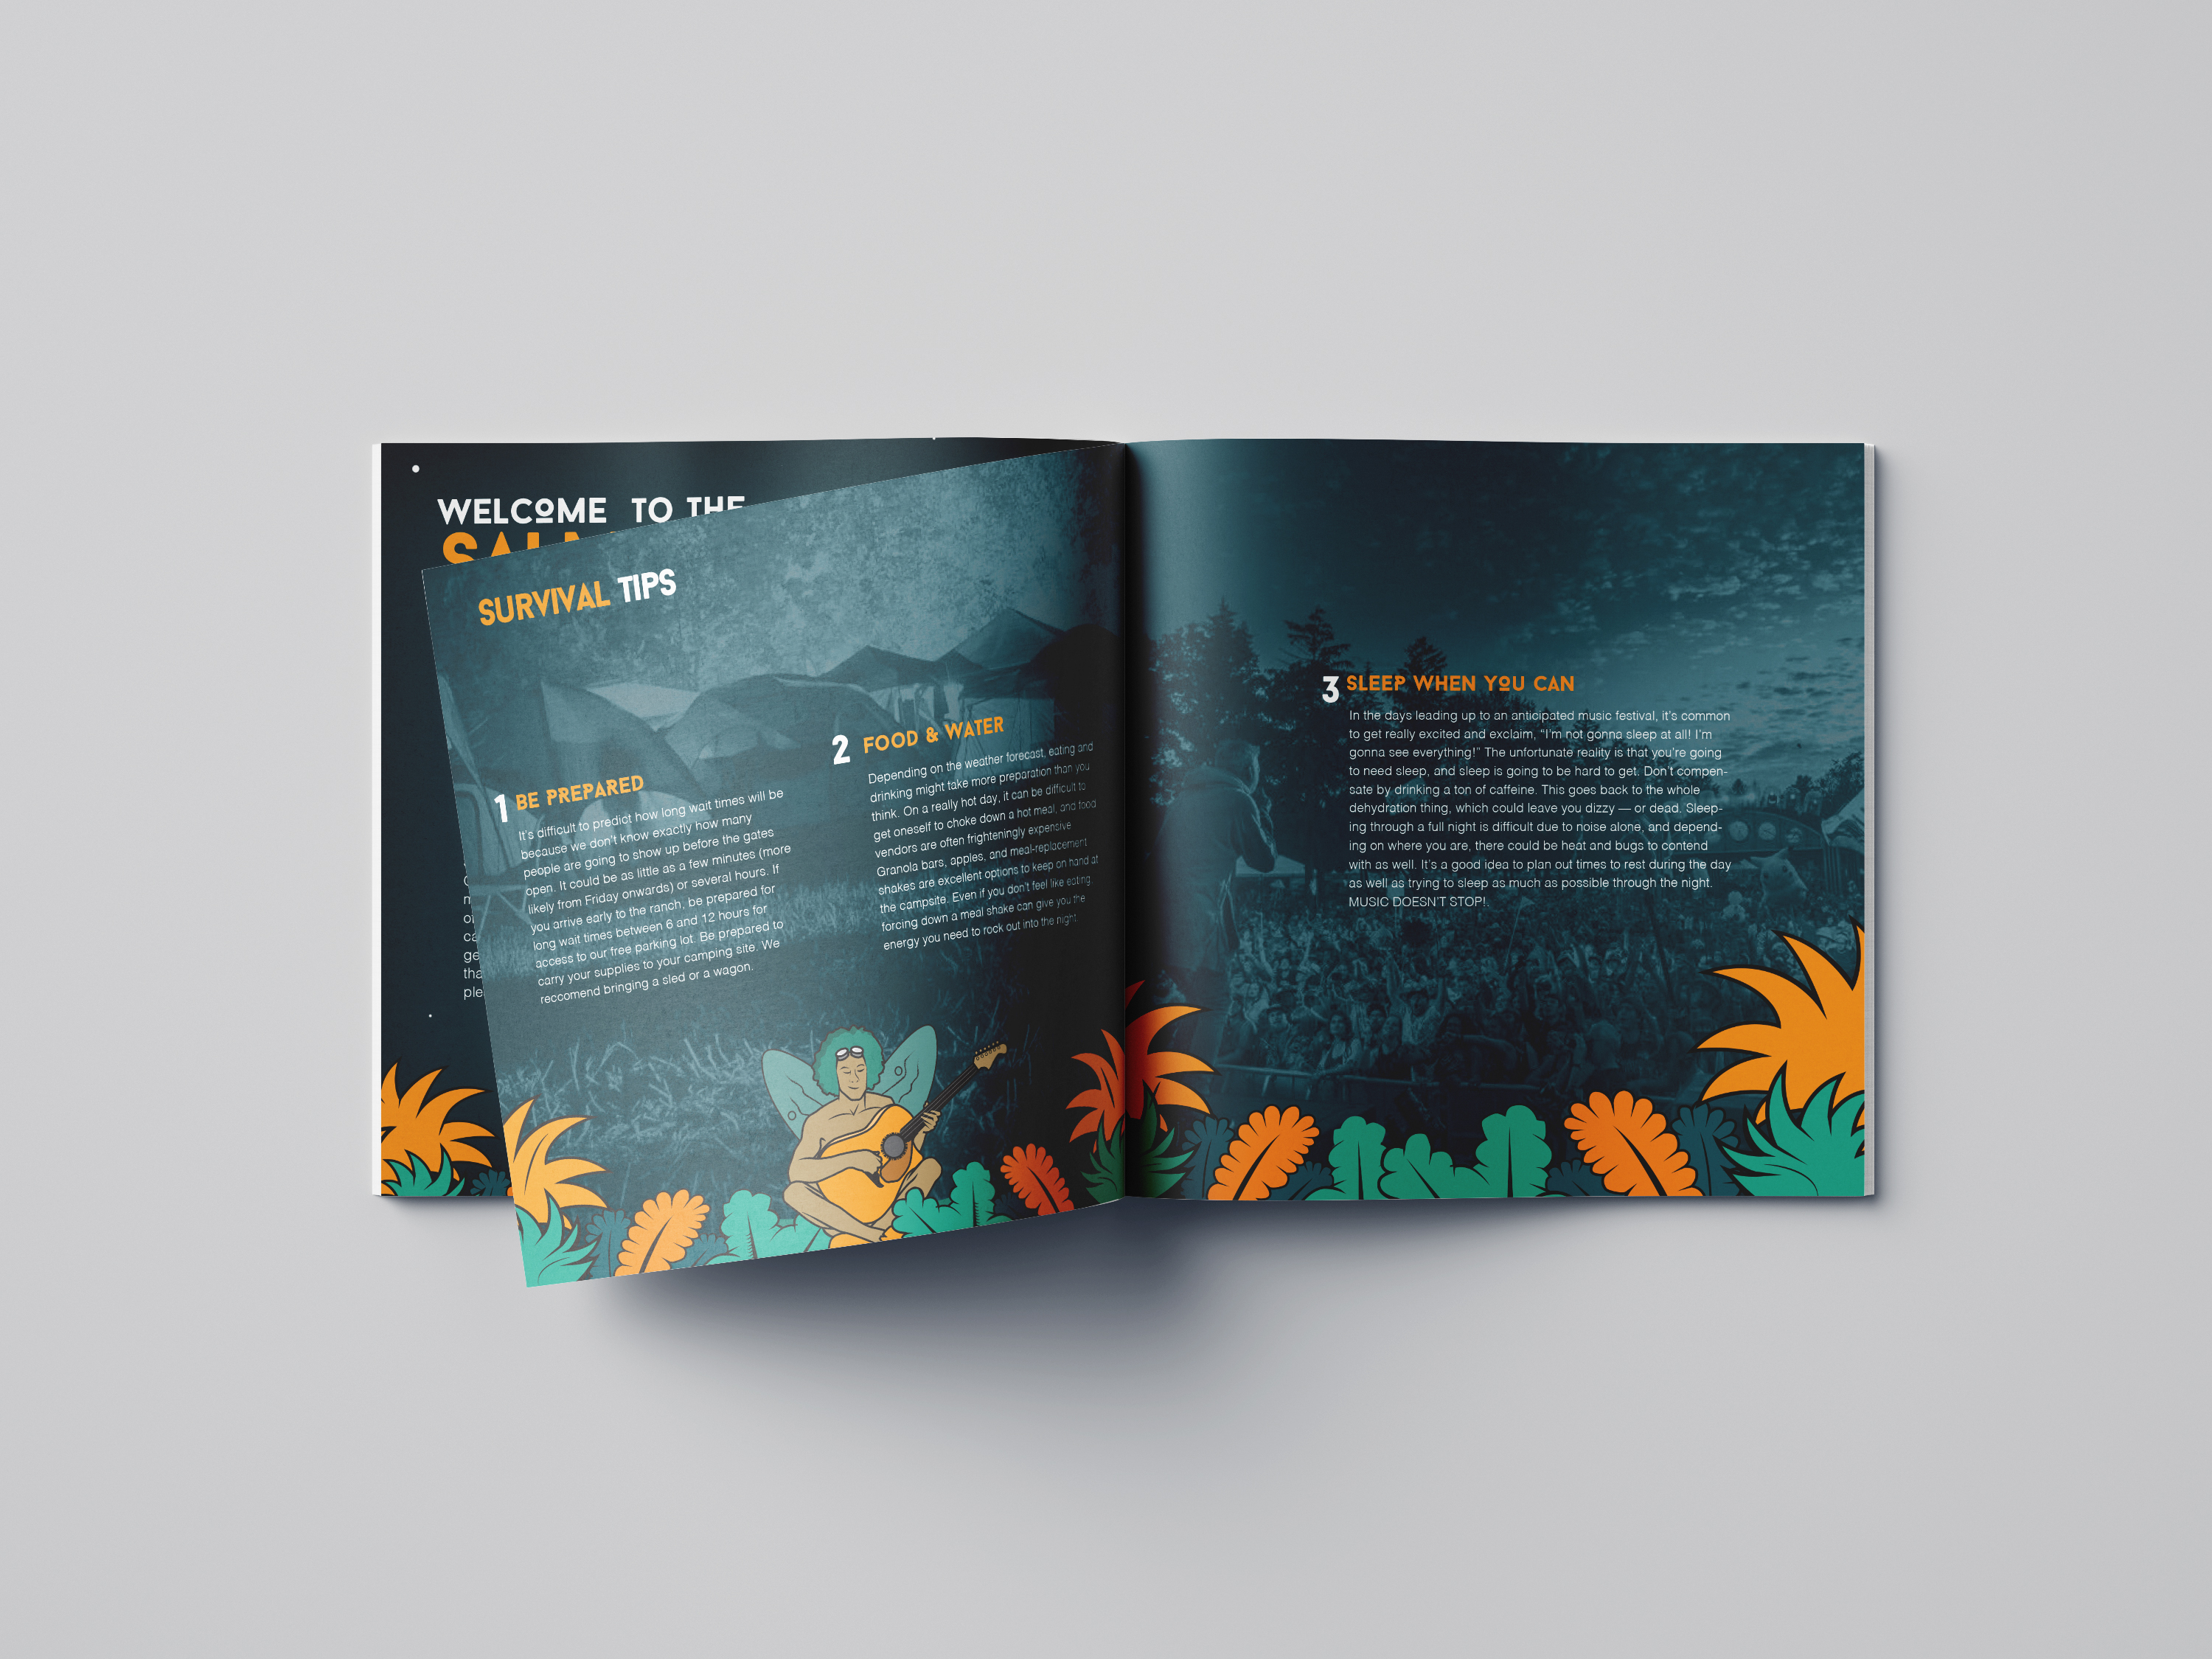 WELCOME TO THE
SURVIVAL TIPS
1 BE PREPARED
It's difficult to predict how long wait times will be
because we don't know exactly how many
people are going to show up before the gates
open. It could be as little as a few minutes (more
likely from Friday onwards) or several hours. If
you arrive early to the ranch, be prepared for
long wait times between 6 and 12 hours for
access to our free parking lot. Be prepared to
carry your supplies to your camping site. We
reccomend bringing a sled or a wagon.
2 FOOD & WATER
Depending on the weather forecast, eating and
drinking might take more preparation than you
think. On a really hot day, it can be difficult to
get oneself to choke down a hot meal, and food
vendors are often frighteningly expensive
Granola bars, apples, and meal-replacement
shakes are excellent options to keep on hand at
the campsite. Even if you don't feel like eating
forcing down a meal shake can give you the
energy you need to rock out into the night.
3 SLEEP WHEN YOU CAN
In the days leading up to an anticipated music festival, it's common
to get really excited and exclaim, "I'm not gonna sleep at all! I'm
gonna see everything!" The unfortunate reality is that you're going
to need sleep, and sleep is going to be hard to get. Don't compen-
sate by drinking a ton of caffeine. This goes back to the whole
dehydration thing, which could leave you dizzy — or dead. Sleep-
ing through a full night is difficult due to noise alone, and depend-
ing on where you are, there could be heat and bugs to contend
with as well. It's a good idea to plan out times to rest during the day
as well as trying to sleep as much as possible through the night.
MUSIC DOESN'T STOP!.